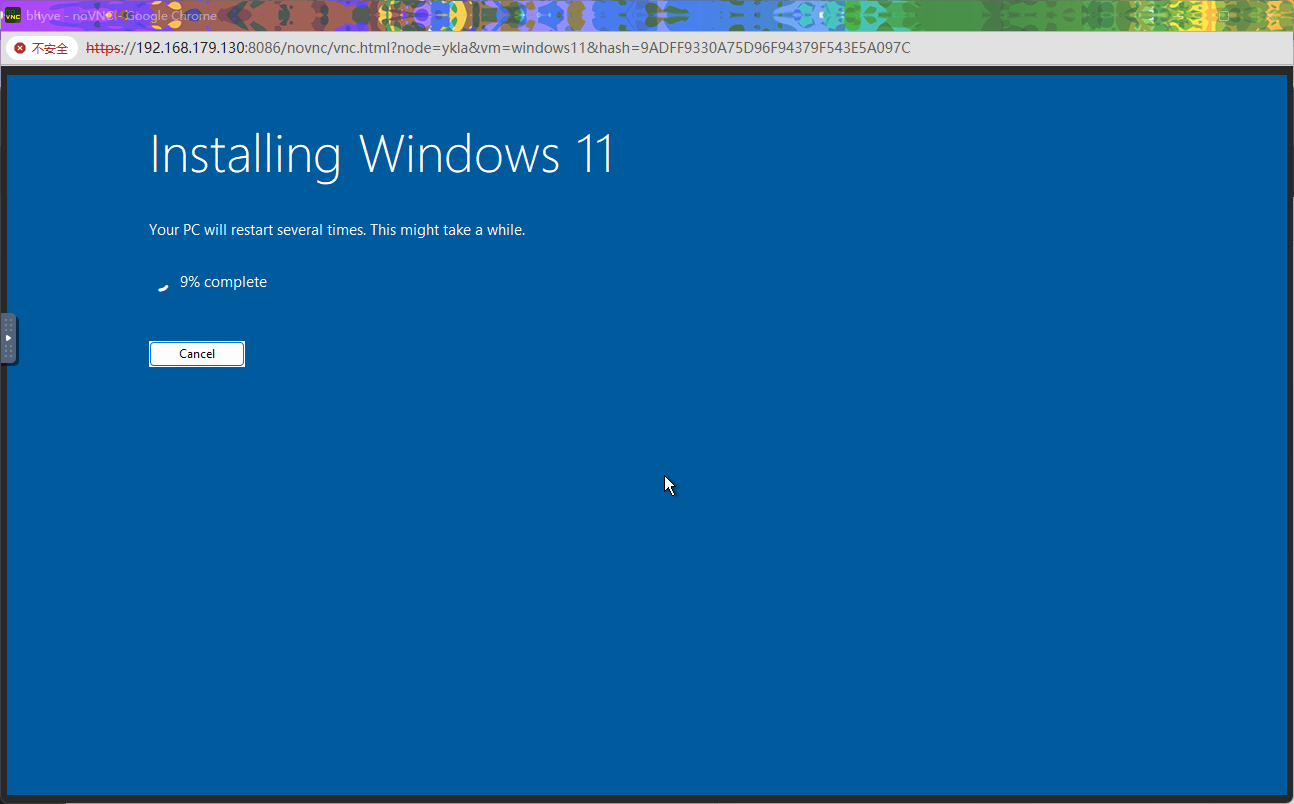 VNC bhyve - noVNC - Google Chrome
不安全 https://192.168.179.130:8086/novnc/vnc.html?node=ykla&vm=windows11&hash=9ADFF9330A75D96F94379F543E5A097C
Installing Windows 11
Your PC will restart several times. This might take a while.
9% complete
Cancel